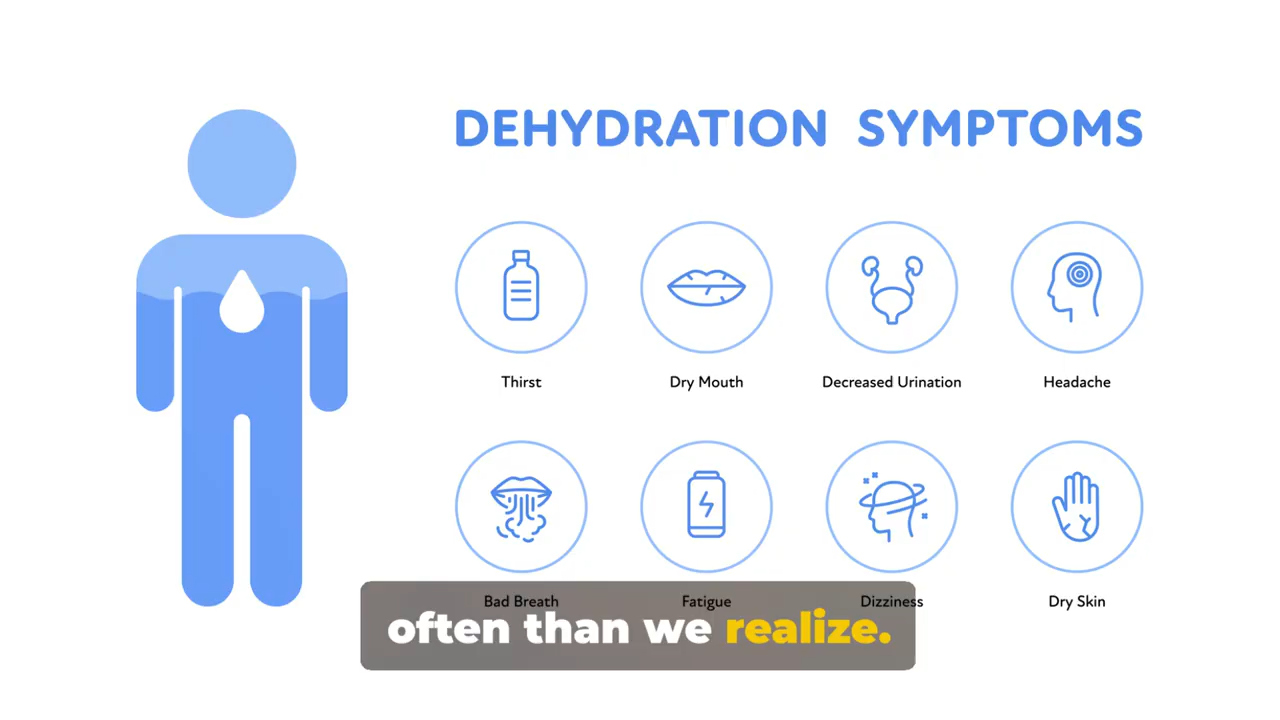 DEHYDRATION SYMPTOMS
Thirst
Dry Mouth
Decreased Urination
Headache
Bad Breath
Fatigue
Dizziness
Dry Skin
often than we realize.